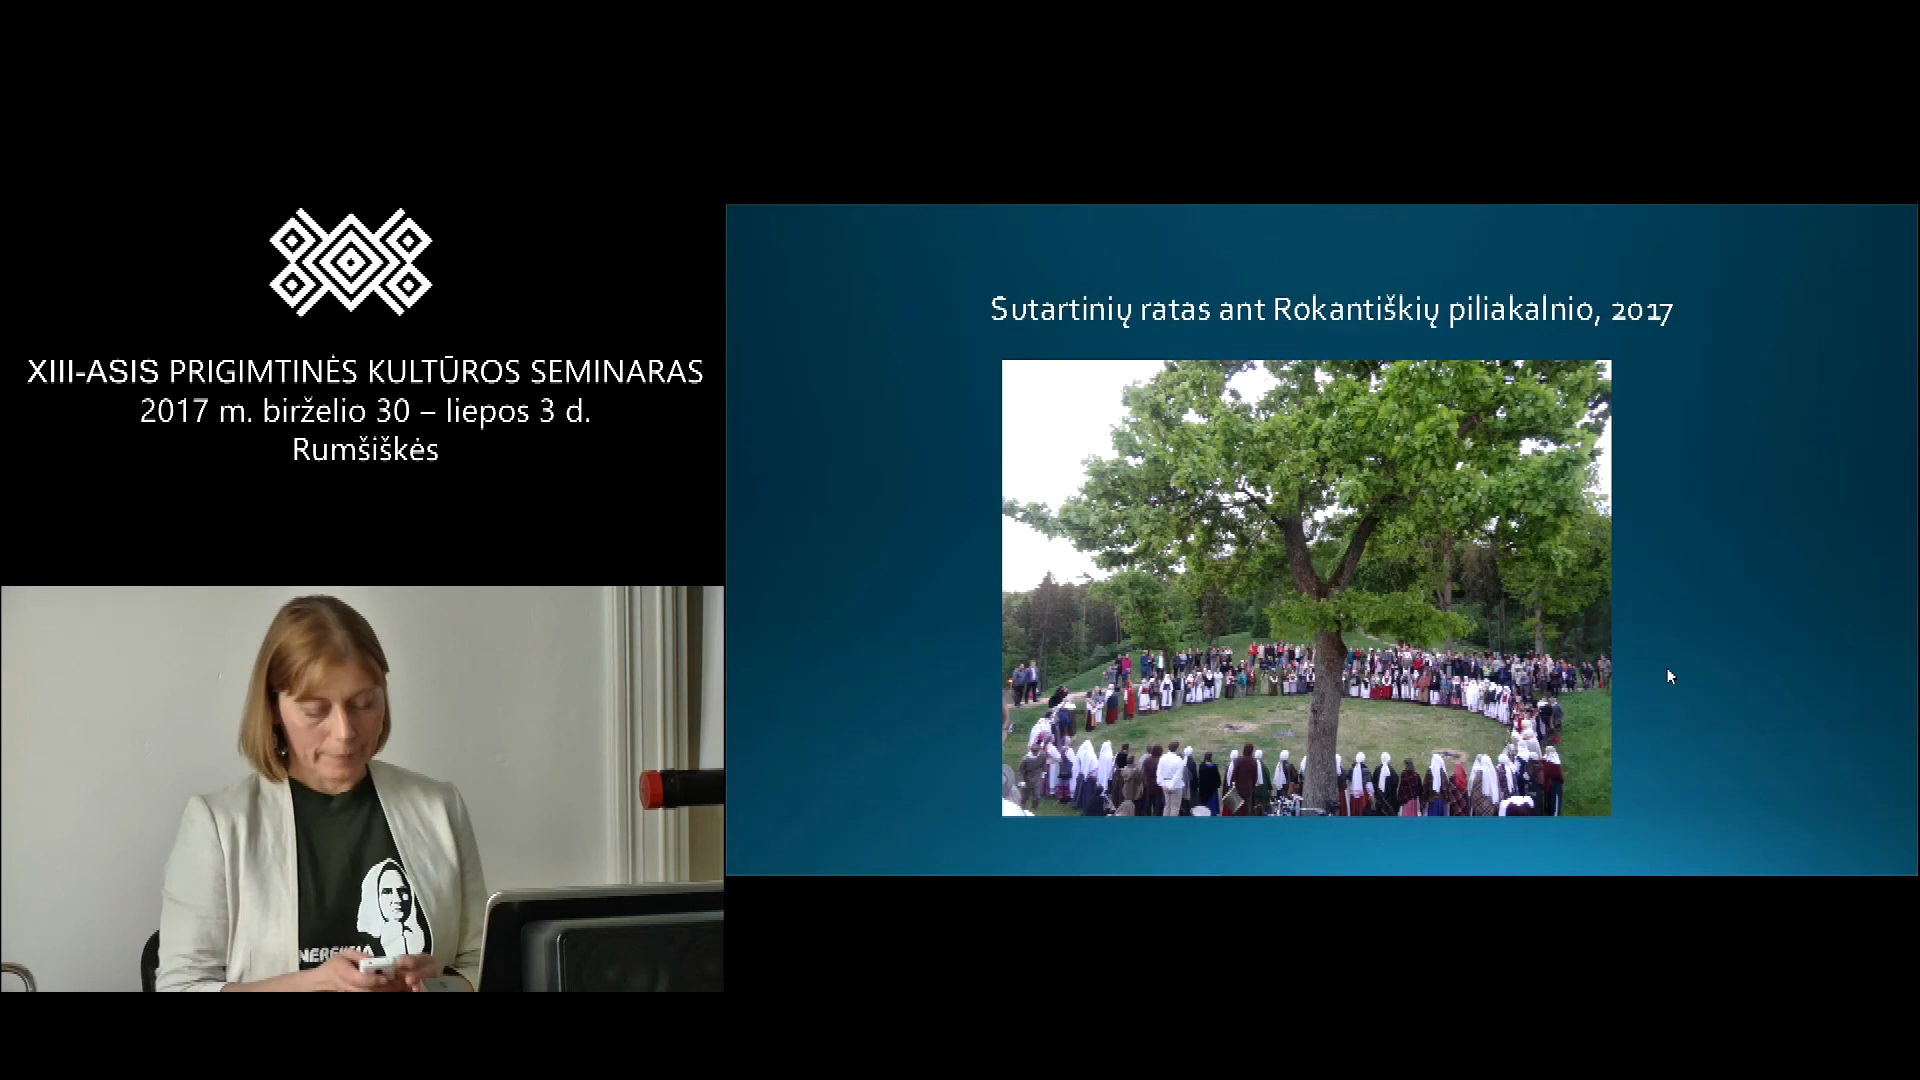 XIII-ASIS PRIGIMTINĖS KULTŪROS SEMINARAS
2017 m. birželio 30 – liepos 3 d.
Rumšiškės
Sutartinių ratas ant Rokantiškių piliakalnio, 2017